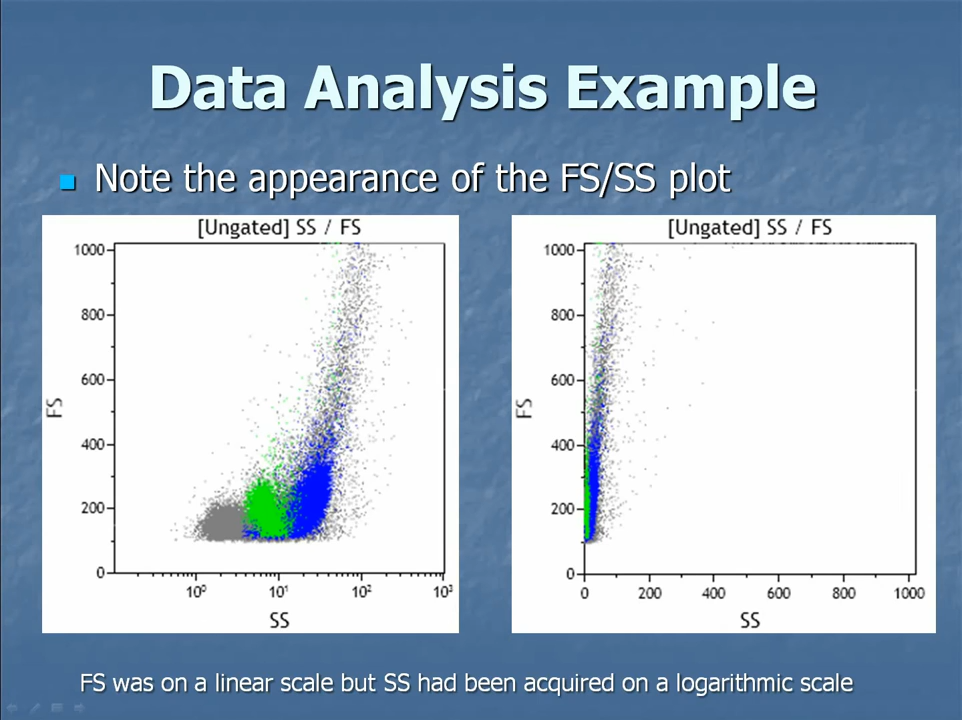 Data Analysis Example
Note the appearance of the FS/SS plot
[Ungated] SS / FS
1000
800
600
400
200
0
FS
10⁰
10¹
10²
10³
SS
[Ungated] SS / FS
1000
800
600
400
200
0
FS
0
200
400
600
800
1000
SS
FS was on a linear scale but SS had been acquired on a logarithmic scale